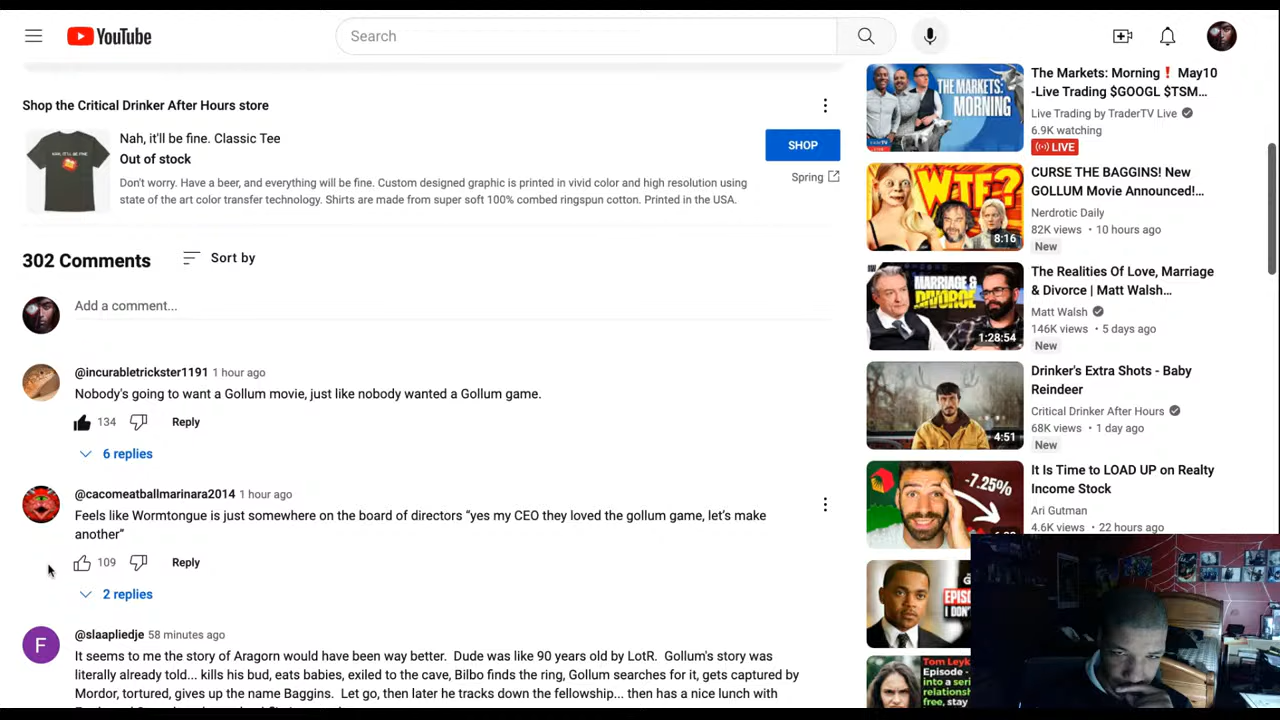 YouTube
Search
Shop the Critical Drinker After Hours store
Nah, it'll be fine. Classic Tee
Out of stock
Don't worry. Have a beer, and everything will be fine. Custom designed graphic is printed in vivid color and high resolution using
state of the art color transfer technology. Shirts are made from super soft 100% combed ringspun cotton. Printed in the USA.
SHOP
Spring
302 Comments
Sort by
Add a comment...
@incurabletrickster1191 1 hour ago
Nobody's going to want a Gollum movie, just like nobody wanted a Gollum game.
134
Reply
6 replies
@cacomeatballmarinara2014 1 hour ago
Feels like Wormtongue is just somewhere on the board of directors “yes my CEO they loved the gollum game, let’s make
another”
109
Reply
2 replies
F
@slaapliedje 58 minutes ago
It seems to me the story of Aragorn would have been way better. Dude was like 90 years old by LotR. Gollum's story was
literally already told... kills his bud, eats babies, exiled to the cave, Bilbo finds the ring, Gollum searches for it, gets captured by
Mordor, tortured, gives up the name Baggins. Let go, then later he tracks down the fellowship... then has a nice lunch with
THE MARKETS:
MORNING
The Markets: Morning❗ May10
-Live Trading $GOOGL $TSM...
Live Trading by TraderTV Live
6.9K watching
LIVE
WTF?
8:16
CURSE THE BAGGINS! New
GOLLUM Movie Announced!...
Nerdrotic Daily
82K views • 10 hours ago
New
MARRIAGE &
DIVORCE
1:28:54
The Realities Of Love, Marriage
& Divorce | Matt Walsh...
Matt Walsh
146K views • 5 days ago
New
4:51
Drinker's Extra Shots - Baby
Reindeer
Critical Drinker After Hours
68K views • 1 day ago
New
-7.25%
It Is Time to LOAD UP on Realty
Income Stock
Ari Gutman
4.6K views • 22 hours ago
Tom Leyk
Episode -
into a seri
relationsh
free, stay